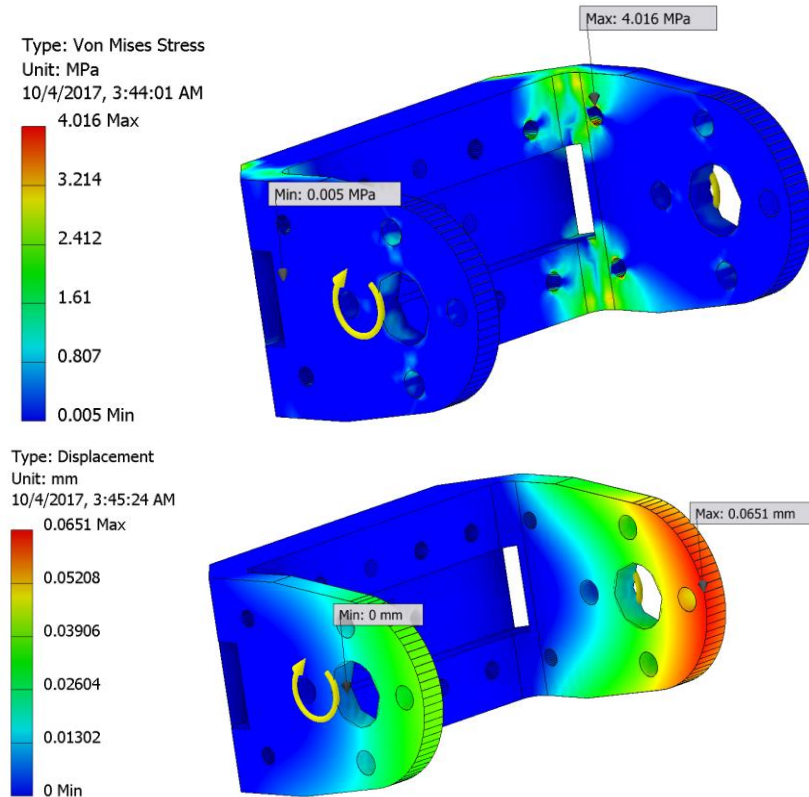 Type: Von Mises Stress
Unit: MPa
10/4/2017, 3:44:01 AM
4.016 Max
3.214
2.412
1.61
0.807
0.005 Min
Max: 4.016 MPa
Min: 0.005 MPa
Type: Displacement
Unit: mm
10/4/2017, 3:45:24 AM
0.0651 Max
0.05208
0.03906
0.02604
0.01302
0 Min
Max: 0.0651 mm
Min: 0 mm